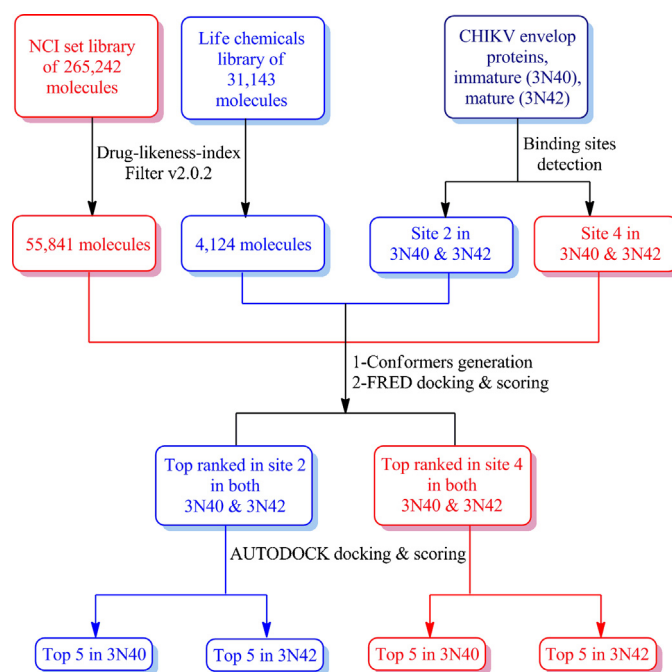 NCI set library
of 265,242
molecules
Life chemicals
library of
31,143
molecules
CHIKV envelop
proteins,
immature (3N40),
mature (3N42)
Drug-likeness-index
Filter v2.0.2
Binding sites
detection
55,841 molecules
4,124 molecules
Site 2 in
3N40 & 3N42
Site 4 in
3N40 & 3N42
1-Conformers generation
2-FRED docking & scoring
Top ranked in site 2
in both
3N40 & 3N42
Top ranked in site 4
in both
3N40 & 3N42
AUTODOCK docking & scoring
Top 5 in 3N40
Top 5 in 3N42
Top 5 in 3N40
Top 5 in 3N42